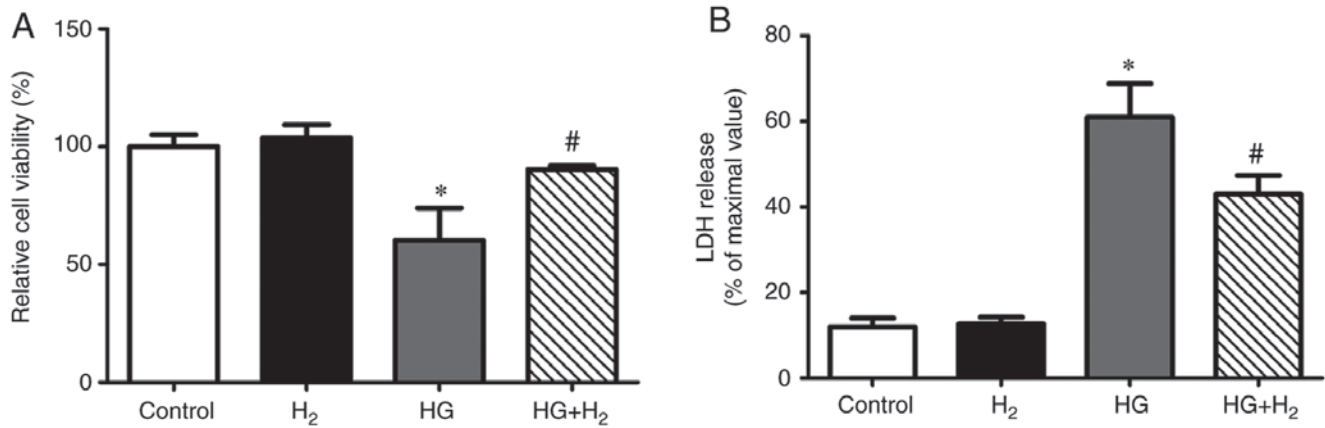 A
Relative cell viability (%)
150
100
50
0
*
#
Control
H₂
HG
HG+H₂
B
LDH release
(% of maximal value)
80
60
40
20
0
*
#
Control
H₂
HG
HG+H₂